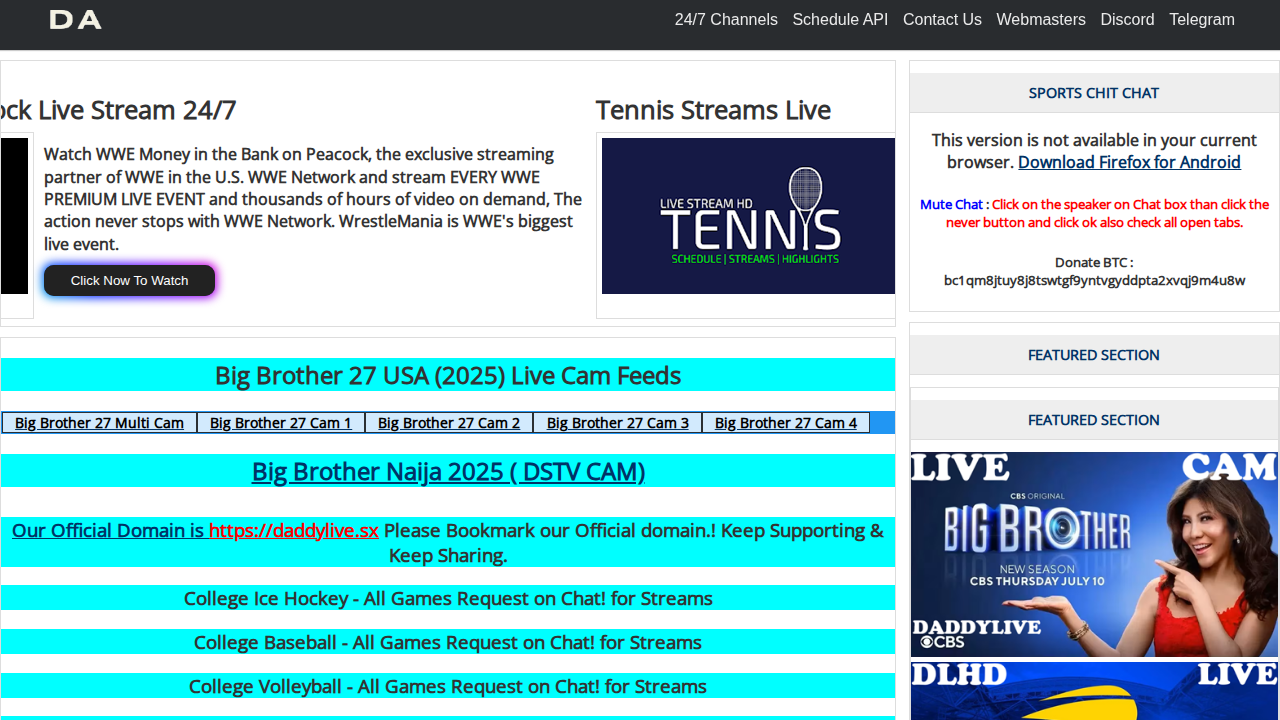 DA
24/7 Channels Schedule API Contact Us Webmasters Discord Telegram
ock Live Stream 24/7
Watch WWE Money in the Bank on Peacock, the exclusive streaming
partner of WWE in the U.S. WWE Network and stream EVERY WWE
PREMIUM LIVE EVENT and thousands of hours of video on demand, The
action never stops with WWE Network. WrestleMania is WWE's biggest
live event.
Click Now To Watch
Tennis Streams Live
LIVE STREAM HD
TENNIS
SCHEDULE | STREAMS | HIGHLIGHTS
Big Brother 27 USA (2025) Live Cam Feeds
Big Brother 27 Multi Cam Big Brother 27 Cam 1 Big Brother 27 Cam 2 Big Brother 27 Cam 3 Big Brother 27 Cam 4
Big Brother Naija 2025 ( DSTV CAM)
Our Official Domain is https://daddylive.sx Please Bookmark our Official domain.! Keep Supporting &
Keep Sharing.
College Ice Hockey - All Games Request on Chat! for Streams
College Baseball - All Games Request on Chat! for Streams
College Volleyball - All Games Request on Chat! for Streams
SPORTS CHIT CHAT
This version is not available in your current
browser. Download Firefox for Android
Mute Chat : Click on the speaker on Chat box than click the
never button and click ok also check all open tabs.
Donate BTC :
bc1qm8jtuy8j8tswtgf9yntvgyddpta2xvqj9m4u8w
FEATURED SECTION
FEATURED SECTION
LIVE CAM
CBS ORIGINAL
BIG BROTHER
NEW SEASON
CBS THURSDAY JULY 10
DADDYLIVE
CBS
DLHD LIVE